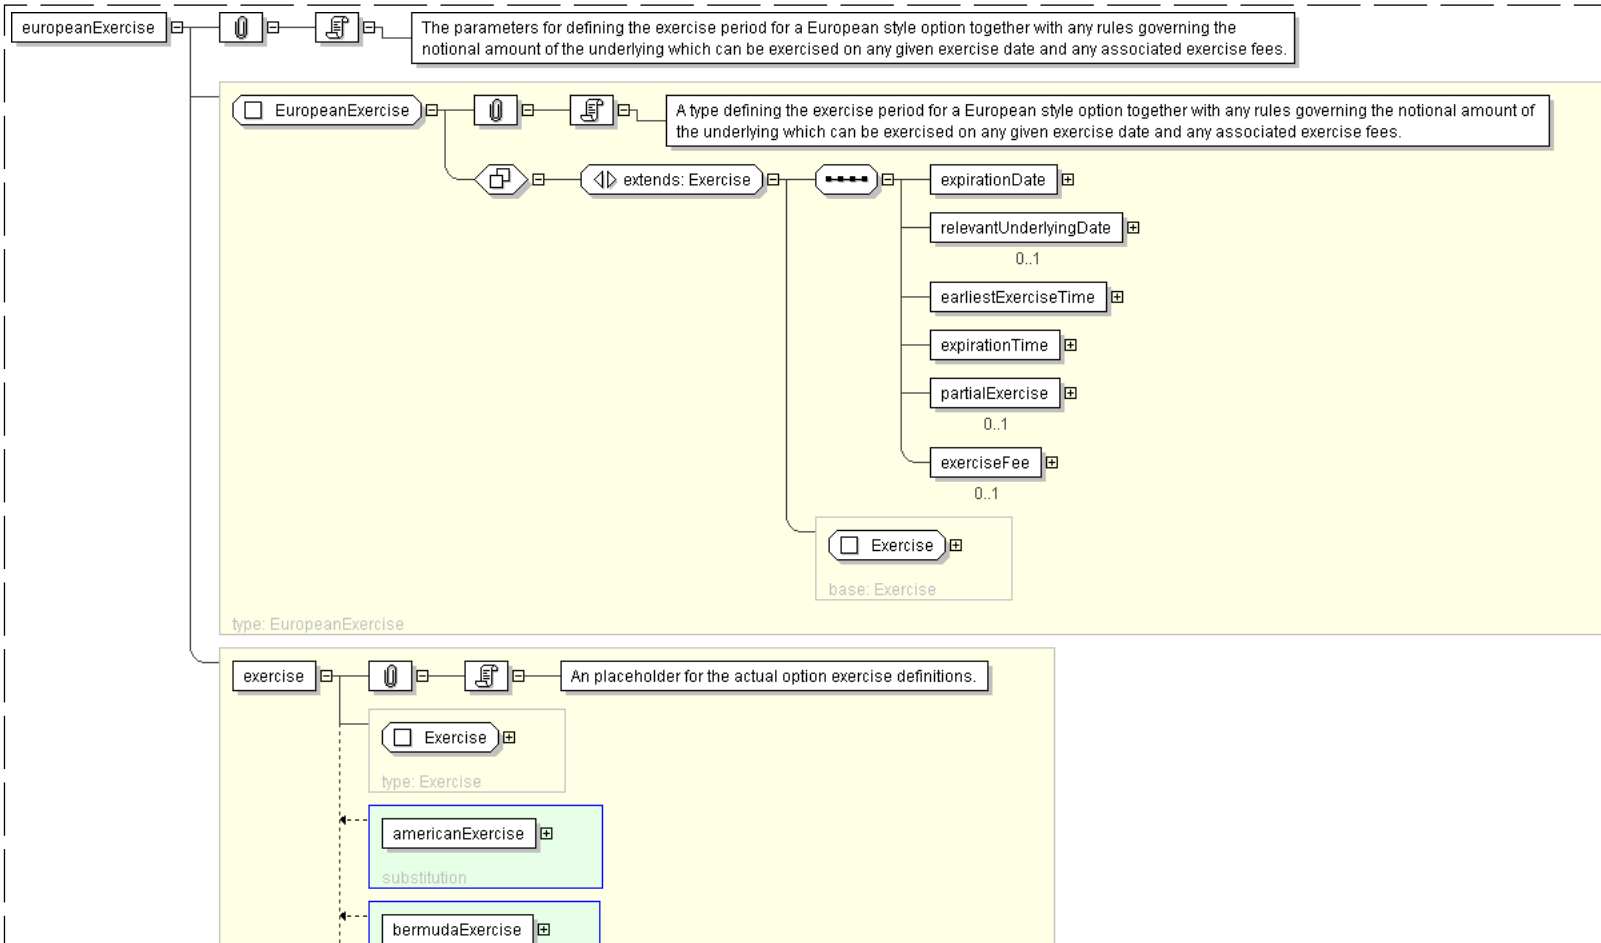 europeanExercise
The parameters for defining the exercise period for a European style option together with any rules governing the
notional amount of the underlying which can be exercised on any given exercise date and any associated exercise fees.
EuropeanExercise
A type defining the exercise period for a European style option together with any rules governing the notional amount of
the underlying which can be exercised on any given exercise date and any associated exercise fees.
extends: Exercise
expirationDate
relevantUnderlyingDate
0..1
earliestExerciseTime
expirationTime
partialExercise
0..1
exerciseFee
0..1
Exercise
base: Exercise
type: EuropeanExercise
exercise
An placeholder for the actual option exercise definitions.
Exercise
type: Exercise
americanExercise
substitution
bermudaExercise